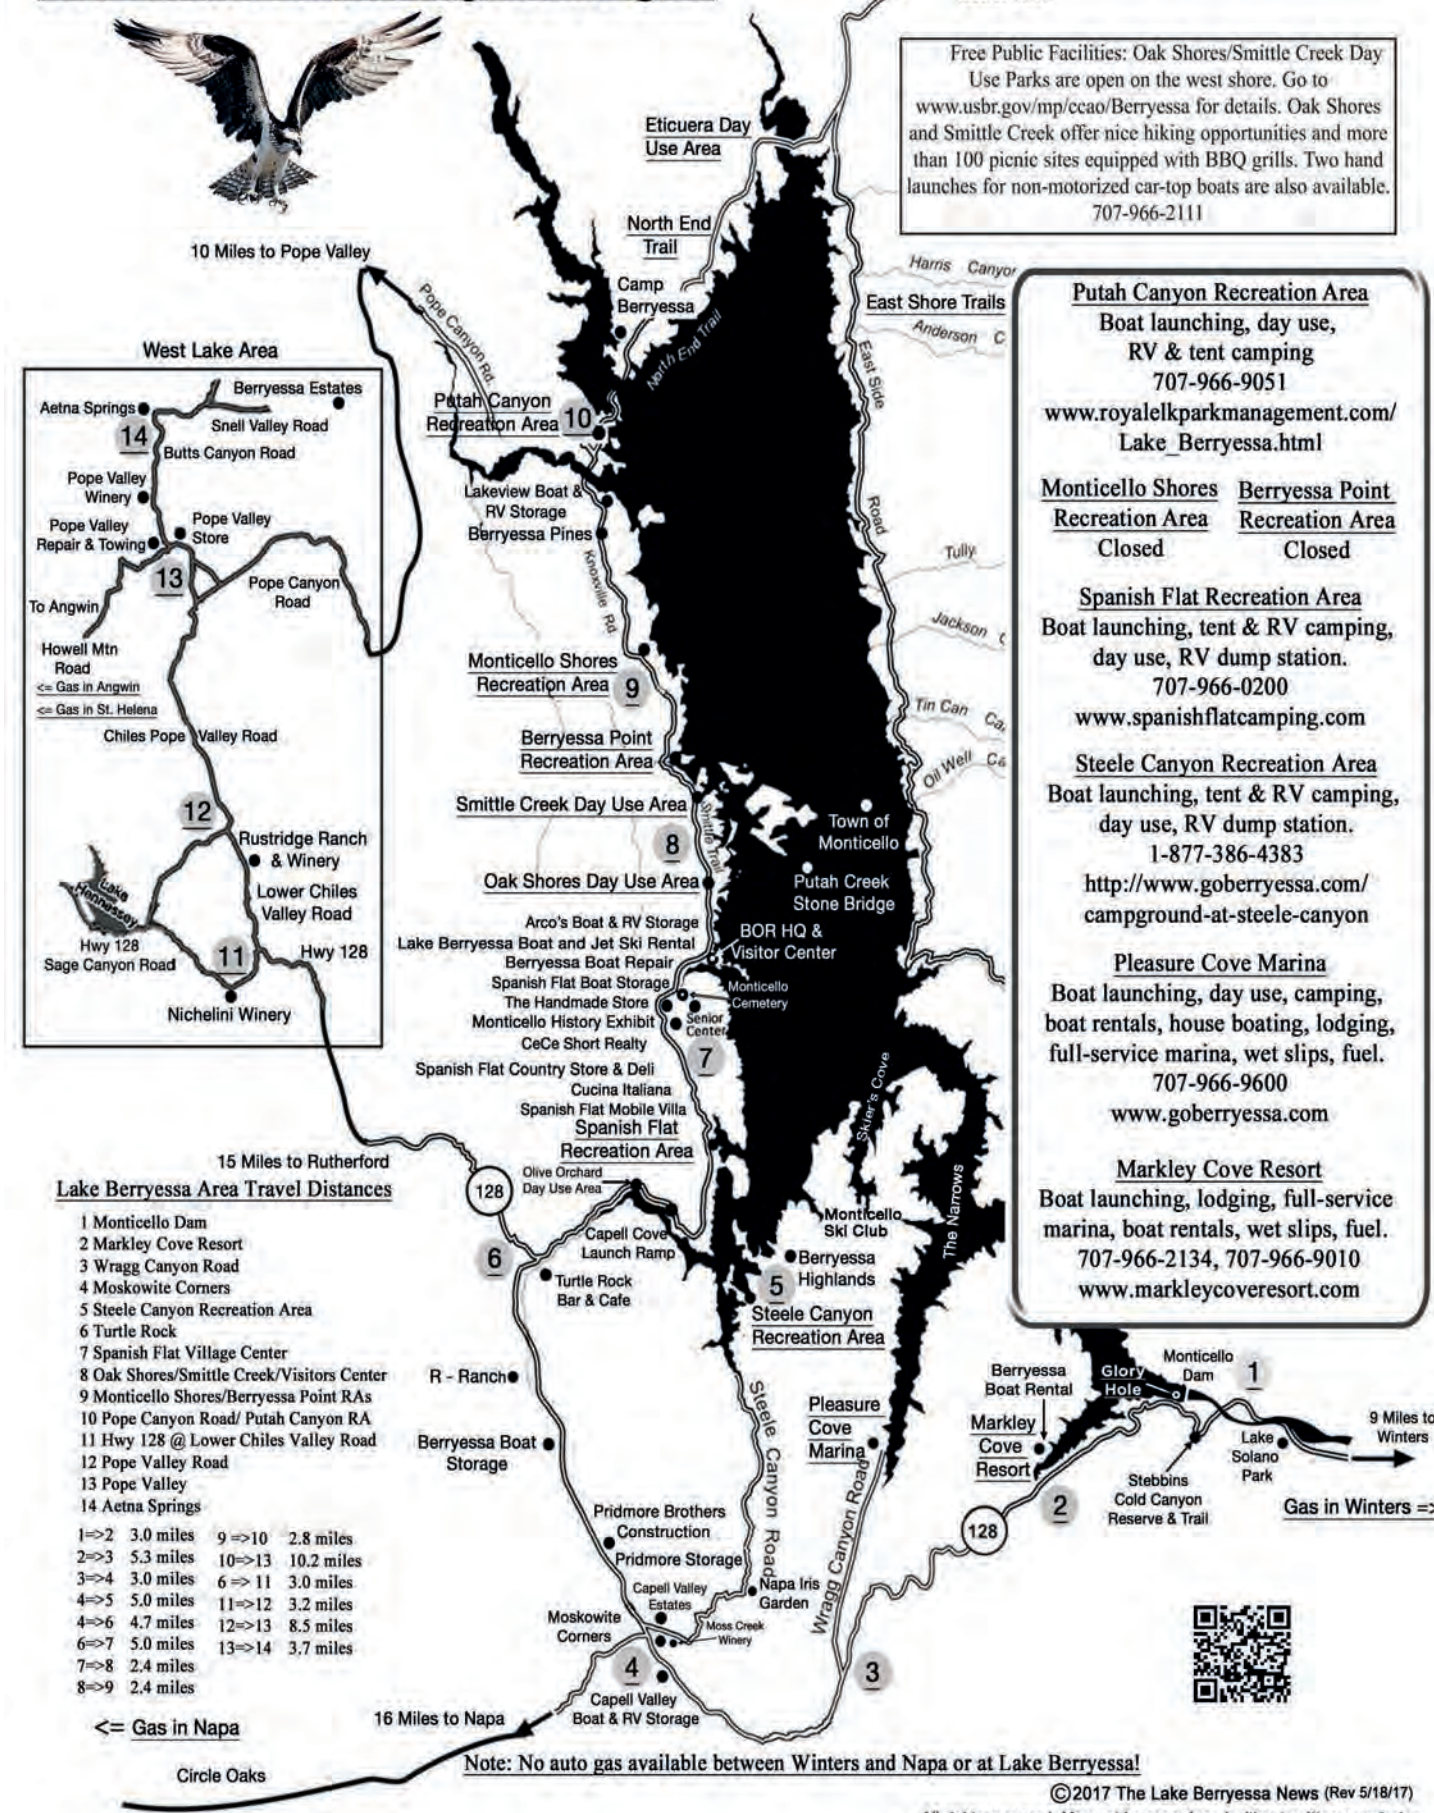 Free Public Facilities: Oak Shores/Smittle Creek Day
Use Parks are open on the west shore. Go to
www.usbr.gov/mp/ccao/Berryessa for details. Oak Shores
and Smittle Creek offer nice hiking opportunities and more
than 100 picnic sites equipped with BBQ grills. Two hand
launches for non-motorized car-top boats are also available.
707-966-2111
Eticuera Day
Use Area
North End
Trail
Camp
Berryessa
North End Trail
10 Miles to Pope Valley
Pope Canyon Rd.
Harris Canyon
East Shore Trails
Anderson C
East Side
Road
Tully
Jackson
Tin Can Ca
Oil Well Ca
Putah Canyon
Recreation Area
10
Lakeview Boat &
RV Storage
Berryessa Pines
Knoxville Rd.
Monticello Shores
Recreation Area
9
Berryessa Point
Recreation Area
Smittle Creek Day Use Area
Smittle Trail
8
Oak Shores Day Use Area
Town of
Monticello
Putah Creek
Stone Bridge
Arco's Boat & RV Storage
Lake Berryessa Boat and Jet Ski Rental
Berryessa Boat Repair
BOR HQ &
Visitor Center
Spanish Flat Boat Storage
The Handmade Store
Monticello
Cemetery
Monticello History Exhibit
Senior
Center
CeCe Short Realty
7
Spanish Flat Country Store & Deli
Cucina Italiana
Spanish Flat Mobile Villa
Spanish Flat
Recreation Area
Olive Orchard
Day Use Area
Skier's Cove
The Narrows
Monticello
Ski Club
Capell Cove
Launch Ramp
Berryessa
Highlands
5
Steele Canyon
Recreation Area
West Lake Area
Berryessa Estates
Aetna Springs
14
Snell Valley Road
Butts Canyon Road
Pope Valley
Winery
Pope Valley
Repair & Towing
Pope Valley
Store
13
Pope Canyon
Road
To Angwin
Howell Mtn
Road
<= Gas in Angwin
<= Gas in St. Helena
Chiles Pope Valley Road
12
Rustridge Ranch
& Winery
Lake
Hennessey
Lower Chiles
Valley Road
Hwy 128
Sage Canyon Road
11
Hwy 128
Nichelini Winery
Putah Canyon Recreation Area
Boat launching, day use,
RV & tent camping
707-966-9051
www.royalelkparkmanagement.com/
Lake_Berryessa.html
Monticello Shores
Recreation Area
Closed
Berryessa Point
Recreation Area
Closed
Spanish Flat Recreation Area
Boat launching, tent & RV camping,
day use, RV dump station.
707-966-0200
www.spanishflatcamping.com
Steele Canyon Recreation Area
Boat launching, tent & RV camping,
day use, RV dump station.
1-877-386-4383
http://www.goberryessa.com/
campground-at-steele-canyon
Pleasure Cove Marina
Boat launching, day use, camping,
boat rentals, house boating, lodging,
full-service marina, wet slips, fuel.
707-966-9600
www.goberryessa.com
Markley Cove Resort
Boat launching, lodging, full-service
marina, boat rentals, wet slips, fuel.
707-966-2134, 707-966-9010
www.markleycoveresort.com
15 Miles to Rutherford
128
6
Turtle Rock
Bar & Cafe
R - Ranch
Berryessa Boat
Storage
Pridmore Brothers
Construction
Pridmore Storage
Capell Valley
Estates
Moskowite
Corners
Moss Creek
Winery
Napa Iris
Garden
Steele Canyon Road
4
Capell Valley
Boat & RV Storage
Pleasure
Cove
Marina
Wragg Canyon Road
3
128
Berryessa
Boat Rental
Markley
Cove
Resort
2
Glory
Hole
Monticello
Dam
1
Stebbins
Cold Canyon
Reserve & Trail
Lake
Solano
Park
9 Miles to
Winters
Gas in Winters =>
Lake Berryessa Area Travel Distances
1 Monticello Dam
2 Markley Cove Resort
3 Wragg Canyon Road
4 Moskowite Corners
5 Steele Canyon Recreation Area
6 Turtle Rock
7 Spanish Flat Village Center
8 Oak Shores/Smittle Creek/Visitors Center
9 Monticello Shores/Berryessa Point RAs
10 Pope Canyon Road/ Putah Canyon RA
11 Hwy 128 @ Lower Chiles Valley Road
12 Pope Valley Road
13 Pope Valley
14 Aetna Springs
1=>2 3.0 miles
2=>3 5.3 miles
3=>4 3.0 miles
4=>5 5.0 miles
4=>6 4.7 miles
6=>7 5.0 miles
7=>8 2.4 miles
8=>9 2.4 miles
9 =>10 2.8 miles
10=>13 10.2 miles
6 => 11 3.0 miles
11=>12 3.2 miles
12=>13 8.5 miles
13=>14 3.7 miles
<= Gas in Napa
16 Miles to Napa
Circle Oaks
Note: No auto gas available between Winters and Napa or at Lake Berryessa!
©2017 The Lake Berryessa News (Rev 5/18/17)